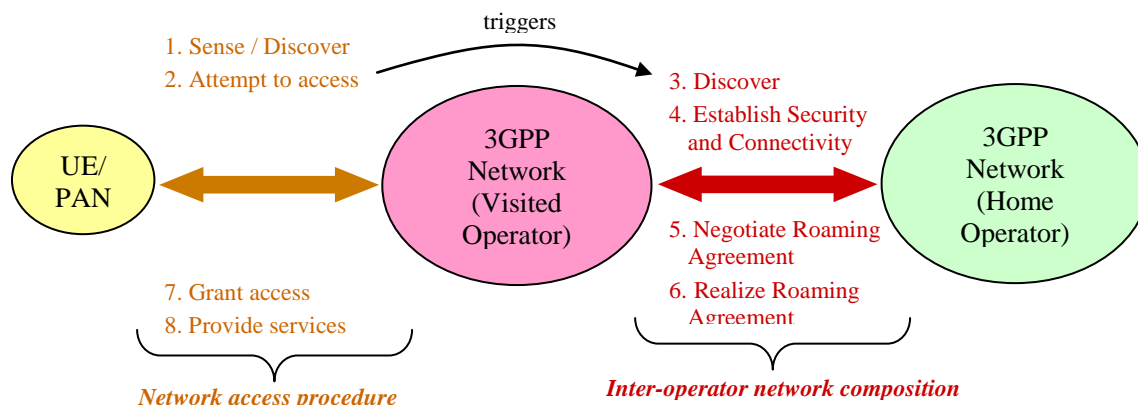 triggers
1. Sense / Discover
2. Attempt to access
3. Discover
4. Establish Security
and Connectivity
UE/
PAN
3GPP
Network
(Visited
Operator)
3GPP
Network
(Home
Operator)
5. Negotiate Roaming
Agreement
6. Realize Roaming
Agreement
7. Grant access
8. Provide services
Network access procedure
Inter-operator network composition